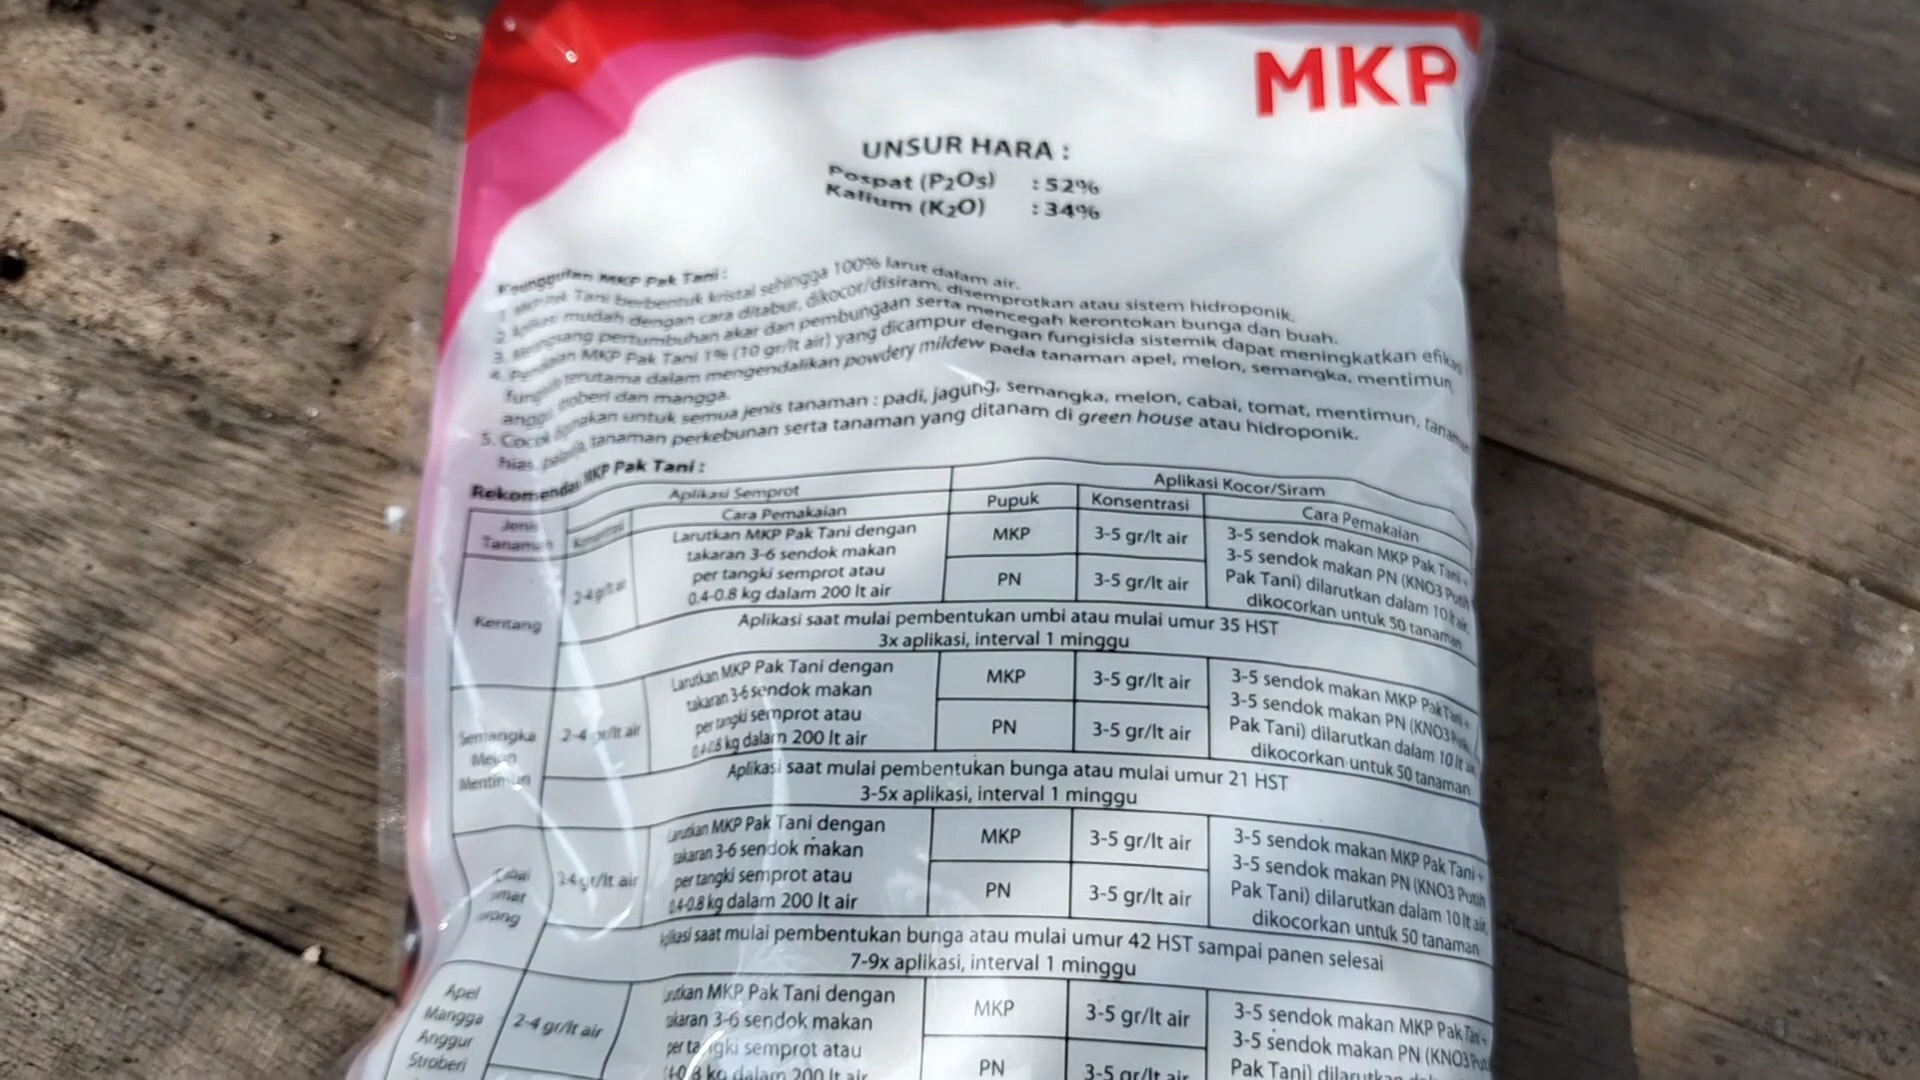 MKP
UNSUR HARA :
Pospat (P2O5) : 52%
Kalium (K2O) : 34%
Keunggulan MKP Pak Tani :
1. MKP Pak Tani berbentuk kristal sehingga 100% larut dalam air.
2. Aplikasi mudah dengan cara ditabur, dikocor/disiram, disemprotkan atau sistem hidroponik.
3. Merangsang pertumbuhan akar dan pembungaan serta mencegah kerontokan bunga dan buah.
4. Pemakaian MKP Pak Tani 1% (10 gr/lt air) yang dicampur dengan fungisida sistemik dapat meningkatkan
terutama dalam mengendalikan powdery mildew pada tanaman apel, melon, semangka, mentimun,
dan mangga.
5. Cocok digunakan untuk semua jenis tanaman : padi, jagung, semangka, melon, cabai, tomat, mentimun,
hias, tanaman perkebunan serta tanaman yang ditanam di green house atau hidroponik.
Rekomendasi MKP Pak Tani :
Aplikasi Semprot
Aplikasi Kocor/Siram
Jenis Tanaman
Konsentrasi
Cara Pemakaian
Pupuk
Konsentrasi
Cara Pemakaian
Kentang
2-4 gr/lt air
Larutkan MKP Pak Tani dengan
takaran 3-6 sendok makan
per tangki semprot atau
0.4-0.8 kg dalam 200 lt air
MKP
3-5 gr/lt air
PN
3-5 gr/lt air
3-5 sendok makan MKP Pak Tani +
3-5 sendok makan PN (KNO3 Putih
Pak Tani) dilarutkan dalam 10 lt air,
dikocorkan untuk 50 tanaman
Aplikasi saat mulai pembentukan umbi atau mulai umur 35 HST
3x aplikasi, interval 1 minggu
Semangka
Melon
Mentimun
2-4 gr/lt air
Larutkan MKP Pak Tani dengan
takaran 3-6 sendok makan
per tangki semprot atau
0.4-0.8 kg dalam 200 lt air
MKP
3-5 gr/lt air
PN
3-5 gr/lt air
3-5 sendok makan MKP Pak Tani +
3-5 sendok makan PN (KNO3
Pak Tani) dilarutkan dalam 10 lt air
dikocorkan untuk 50 tanaman
Aplikasi saat mulai pembentukan bunga atau mulai umur 21 HST
3-5x aplikasi, interval 1 minggu
Cabai
2-4 gr/lt air
Larutkan MKP Pak Tani dengan
takaran 3-6 sendok makan
per tangki semprot atau
0.4-0.8 kg dalam 200 lt air
MKP
3-5 gr/lt air
PN
3-5 gr/lt air
3-5 sendok makan MKP Pak Tani +
3-5 sendok makan PN (KNO3 Putih
Pak Tani) dilarutkan dalam 10 lt air,
dikocorkan untuk 50 tanaman
Aplikasi saat mulai pembentukan bunga atau mulai umur 42 HST sampai panen selesai
7-9x aplikasi, interval 1 minggu
Apel
Mangga
Anggur
Stroberi
2-4 gr/lt air
Larutkan MKP Pak Tani dengan
takaran 3-6 sendok makan
per tangki semprot atau
kg dalam 200 lt air
MKP
3-5 gr/lt air
PN
3-5 gr/lt air
3-5 sendok makan MKP Pak Tani +
3-5 sendok makan PN (KNO3
Pak Tani) dilarutkan